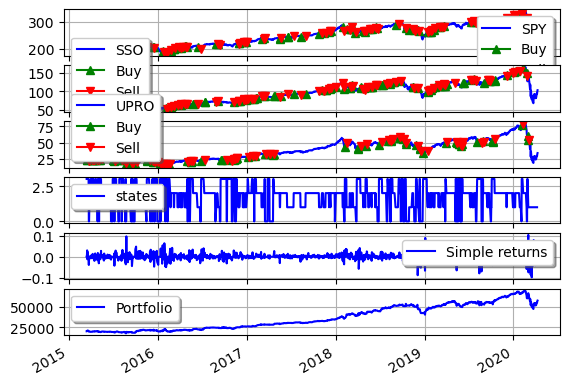 300
200
SPY
Buy
SSO
Buy
Sell
150
100
50
UPRO
Buy
Sell
75
50
25
2.5
0.0
states
0.1
0.0
−0.1
Simple returns
50000
25000
Portfolio
2015
2016
2017
2018
2019
2020